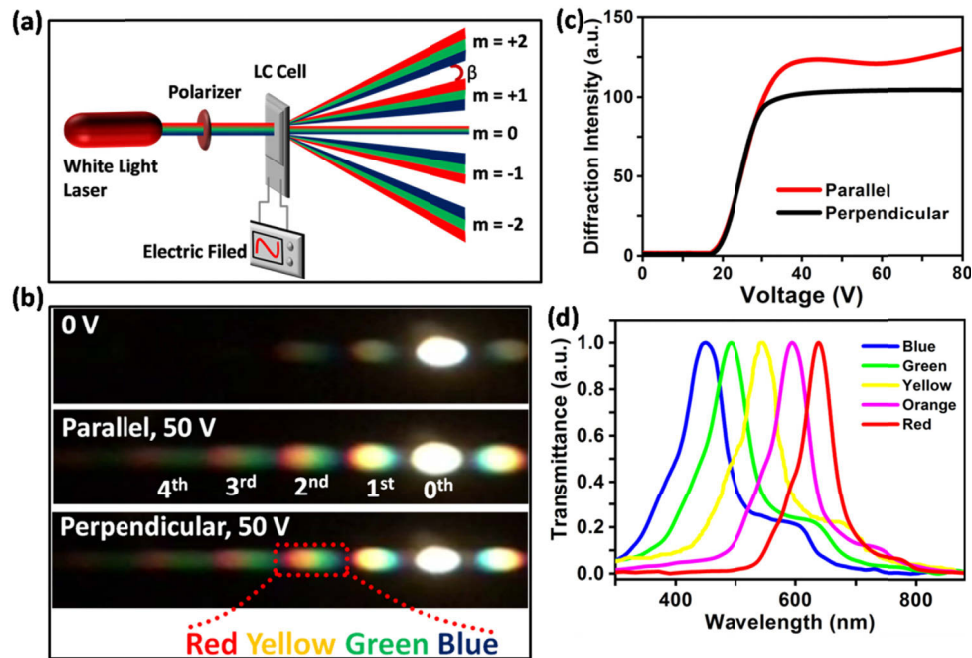 (a)
White Light
Laser
Polarizer
LC Cell
Electric Filed
m = +2
β
m = +1
m = 0
m = -1
m = -2
(b)
0 V
Parallel, 50 V
4th 3rd 2nd 1st 0th
Perpendicular, 50 V
Red Yellow Green Blue
(c)
Diffraction Intensity (a.u.)
150
100
50
0
Parallel
Perpendicular
0 20 40 60 80
Voltage (V)
(d)
Transmittance (a.u.)
1.0
0.8
0.6
0.4
0.2
0.0
Blue
Green
Yellow
Orange
Red
400 600 800
Wavelength (nm)